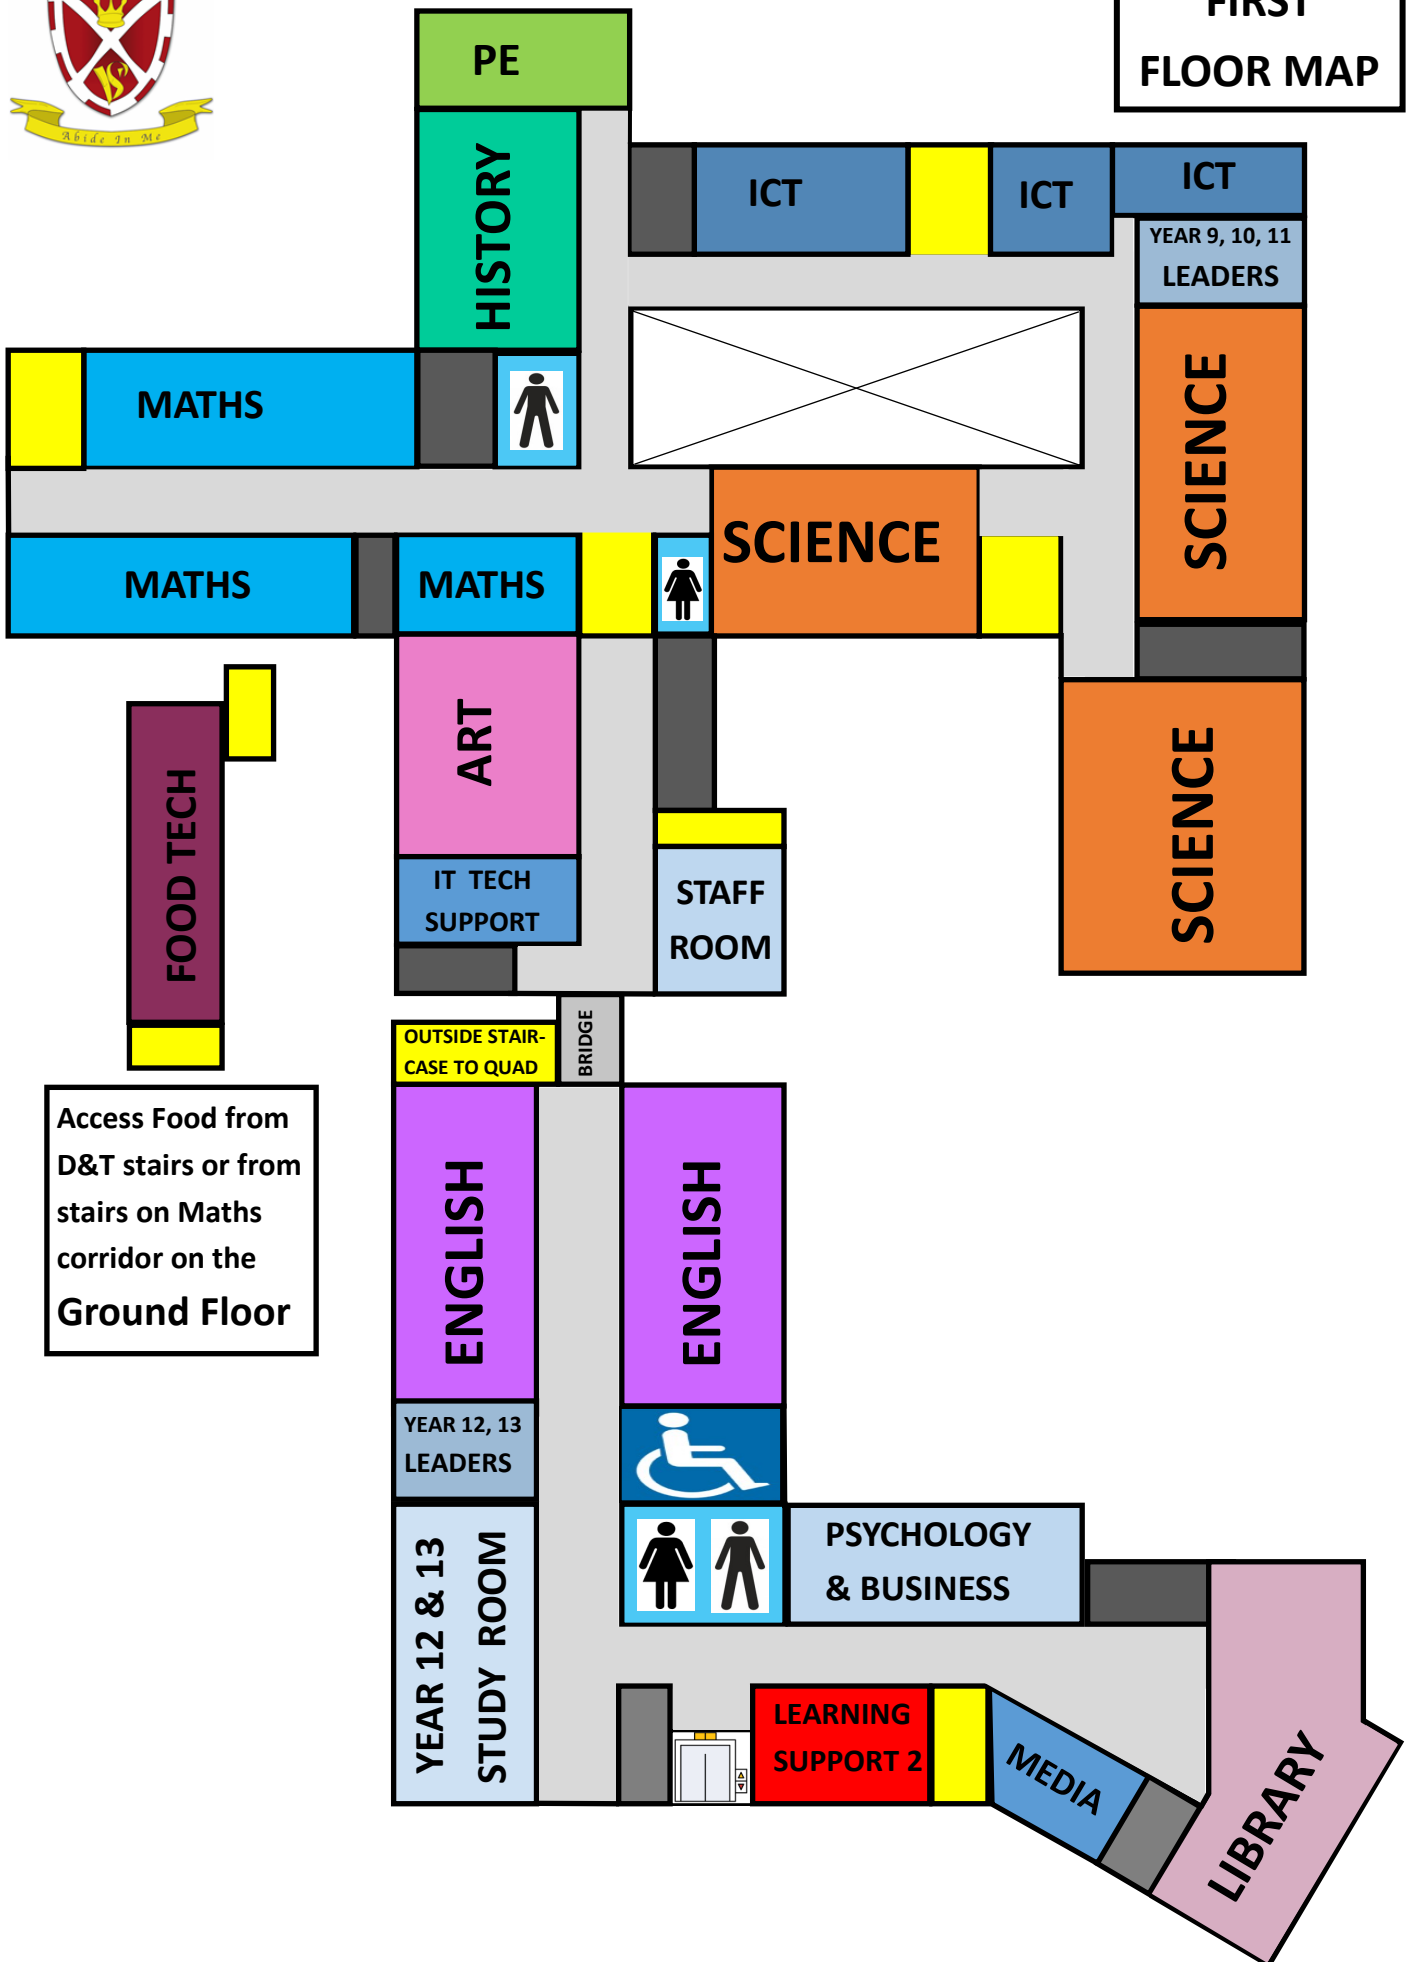 FIRST
FLOOR MAP
Abide In Me
PE
HISTORY
ICT
ICT
ICT
YEAR 9, 10, 11
LEADERS
SCIENCE
MATHS
SCIENCE
MATHS
MATHS
ART
SCIENCE
FOOD TECH
IT TECH
SUPPORT
STAFF
ROOM
OUTSIDE STAIR-
CASE TO QUAD
BRIDGE
Access Food from
D&T stairs or from
stairs on Maths
corridor on the
Ground Floor
ENGLISH
ENGLISH
YEAR 12, 13
LEADERS
YEAR 12 & 13
STUDY ROOM
PSYCHOLOGY
& BUSINESS
LEARNING
SUPPORT 2
MEDIA
LIBRARY